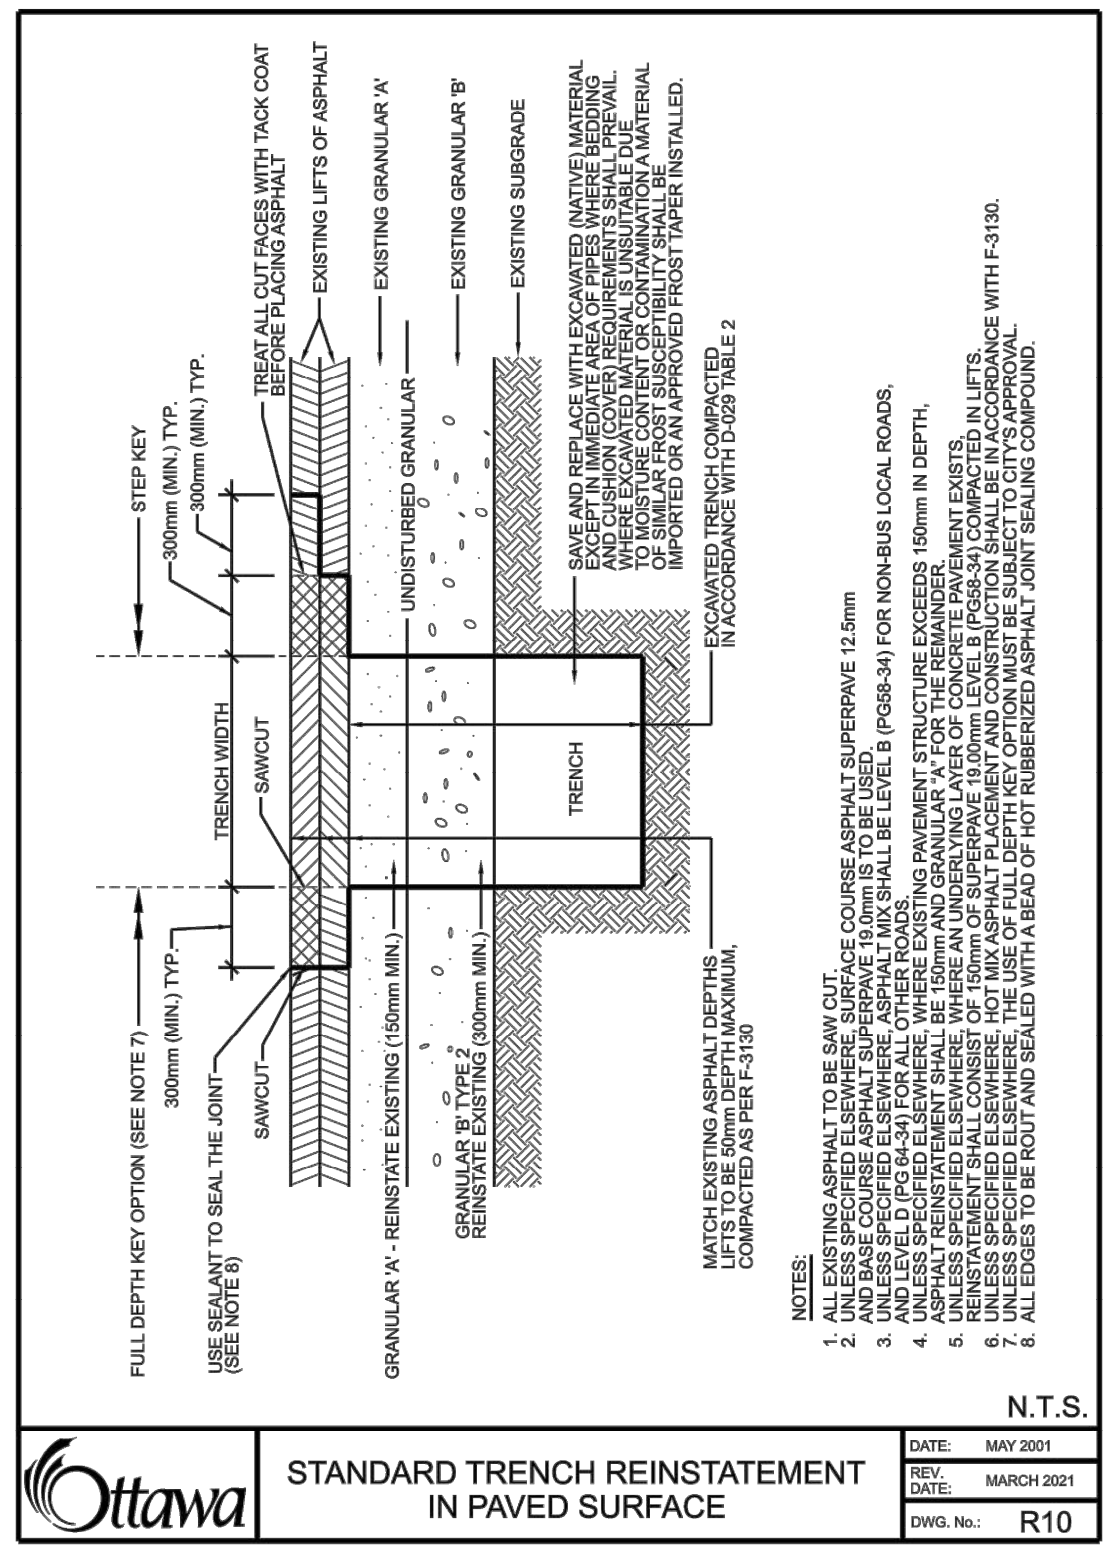 FULL DEPTH KEY OPTION (SEE NOTE 7)
STEP KEY
300mm (MIN.) TYP.
300mm (MIN.) TYP.
300mm (MIN.) TYP.
USE SEALANT TO SEAL THE JOINT
(SEE NOTE 8)
TRENCH WIDTH
SAWCUT
SAWCUT
TREAT ALL CUT FACES WITH TACK COAT
BEFORE PLACING ASPHALT
EXISTING LIFTS OF ASPHALT
EXISTING GRANULAR 'A'
GRANULAR 'A' - REINSTATE EXISTING (150mm MIN.)
UNDISTURBED GRANULAR
EXISTING GRANULAR 'B'
GRANULAR 'B' TYPE 2
REINSTATE EXISTING (300mm MIN.)
EXISTING SUBGRADE
TRENCH
SAVE AND REPLACE WITH EXCAVATED (NATIVE) MATERIAL
EXCEPT IN IMMEDIATE AREA OF PIPES WHERE BEDDING
AND CUSHION (COVER) REQUIREMENTS SHALL PREVAIL.
WHERE EXCAVATED MATERIAL IS UNSUITABLE DUE
TO MOISTURE CONTENT OR CONTAMINATION A MATERIAL
OF SIMILAR FROST SUSCEPTIBILITY SHALL BE
IMPORTED OR AN APPROVED FROST TAPER INSTALLED.
EXCAVATED TRENCH COMPACTED
IN ACCORDANCE WITH D-029 TABLE 2
MATCH EXISTING ASPHALT DEPTHS
LIFTS TO BE 50mm DEPTH MAXIMUM,
COMPACTED AS PER F-3130
NOTES:
1. ALL EXISTING ASPHALT TO BE SAW CUT.
2. UNLESS SPECIFIED ELSEWHERE, SURFACE COURSE ASPHALT SUPERPAVE 12.5mm
AND BASE COURSE ASPHALT SUPERPAVE 19.0mm IS TO BE USED.
3. UNLESS SPECIFIED ELSEWHERE, ASPHALT MIX SHALL BE LEVEL B (PG58-34) FOR NON-BUS LOCAL ROADS,
AND LEVEL D (PG 64-34) FOR ALL OTHER ROADS.
4. UNLESS SPECIFIED ELSEWHERE, WHERE EXISTING PAVEMENT STRUCTURE EXCEEDS 150mm IN DEPTH,
ASPHALT REINSTATEMENT SHALL BE 150mm AND GRANULAR "A" FOR THE REMAINDER.
5. UNLESS SPECIFIED ELSEWHERE, WHERE AN UNDERLYING LAYER OF CONCRETE PAVEMENT EXISTS,
REINSTATEMENT SHALL CONSIST OF 150mm OF SUPERPAVE 19.00mm LEVEL B (PG58-34) COMPACTED IN LIFTS.
6. UNLESS SPECIFIED ELSEWHERE, HOT MIX ASPHALT PLACEMENT AND CONSTRUCTION SHALL BE IN ACCORDANCE WITH F-3130.
7. UNLESS SPECIFIED ELSEWHERE, THE USE OF FULL DEPTH KEY OPTION MUST BE SUBJECT TO CITY'S APPROVAL.
8. ALL EDGES TO BE ROUT AND SEALED WITH A BEAD OF HOT RUBBERIZED ASPHALT JOINT SEALING COMPOUND.
N.T.S.
Ottawa
STANDARD TRENCH REINSTATEMENT
IN PAVED SURFACE
DATE: MAY 2001
REV.
DATE: MARCH 2021
DWG. No.: R10